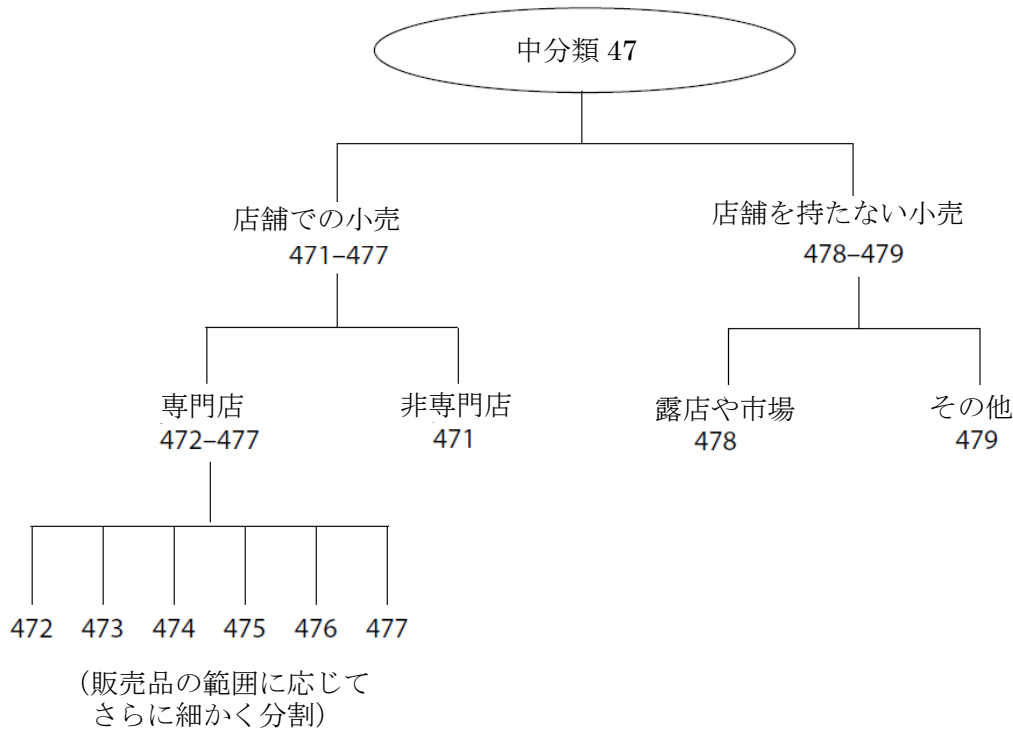 中分類 47
店舗での小売
471–477
店舗を持たない小売
478–479
専門店
472–477
非専門店
471
露店や市場
478
その他
479
472 473 474 475 476 477
（販売品の範囲に応じて
さらに細かく分割）